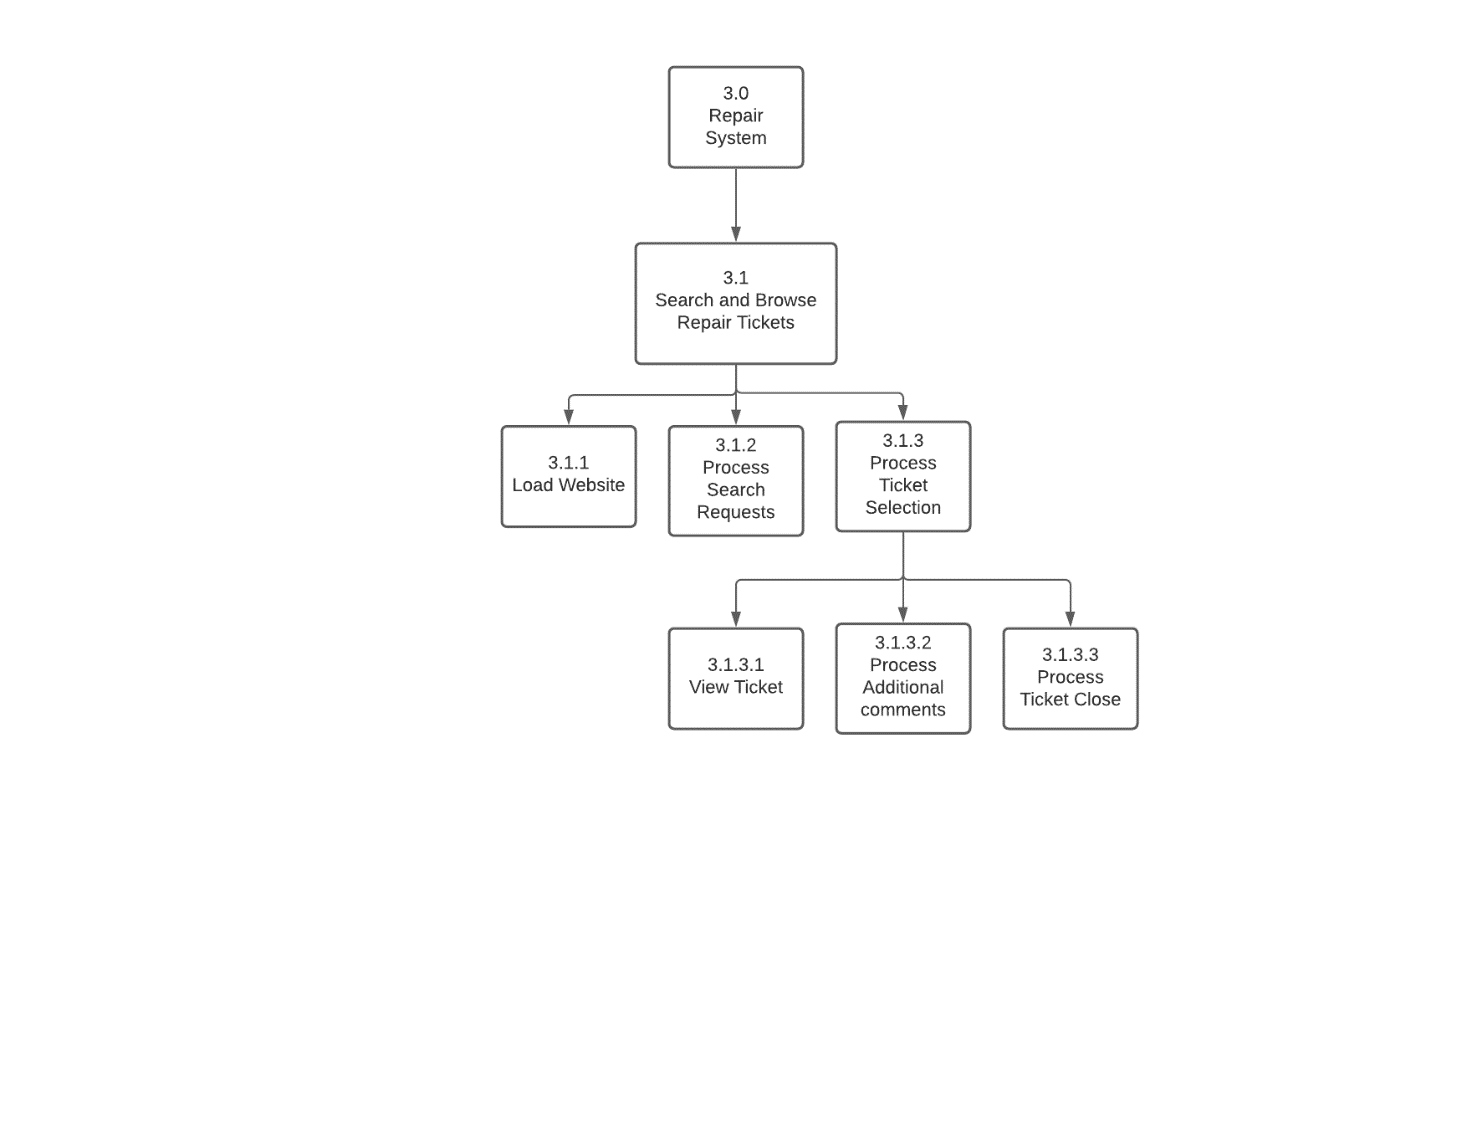 3.0
Repair
System
3.1
Search and Browse
Repair Tickets
3.1.1
Load Website
3.1.2
Process
Search
Requests
3.1.3
Process
Ticket
Selection
3.1.3.1
View Ticket
3.1.3.2
Process
Additional
comments
3.1.3.3
Process
Ticket Close